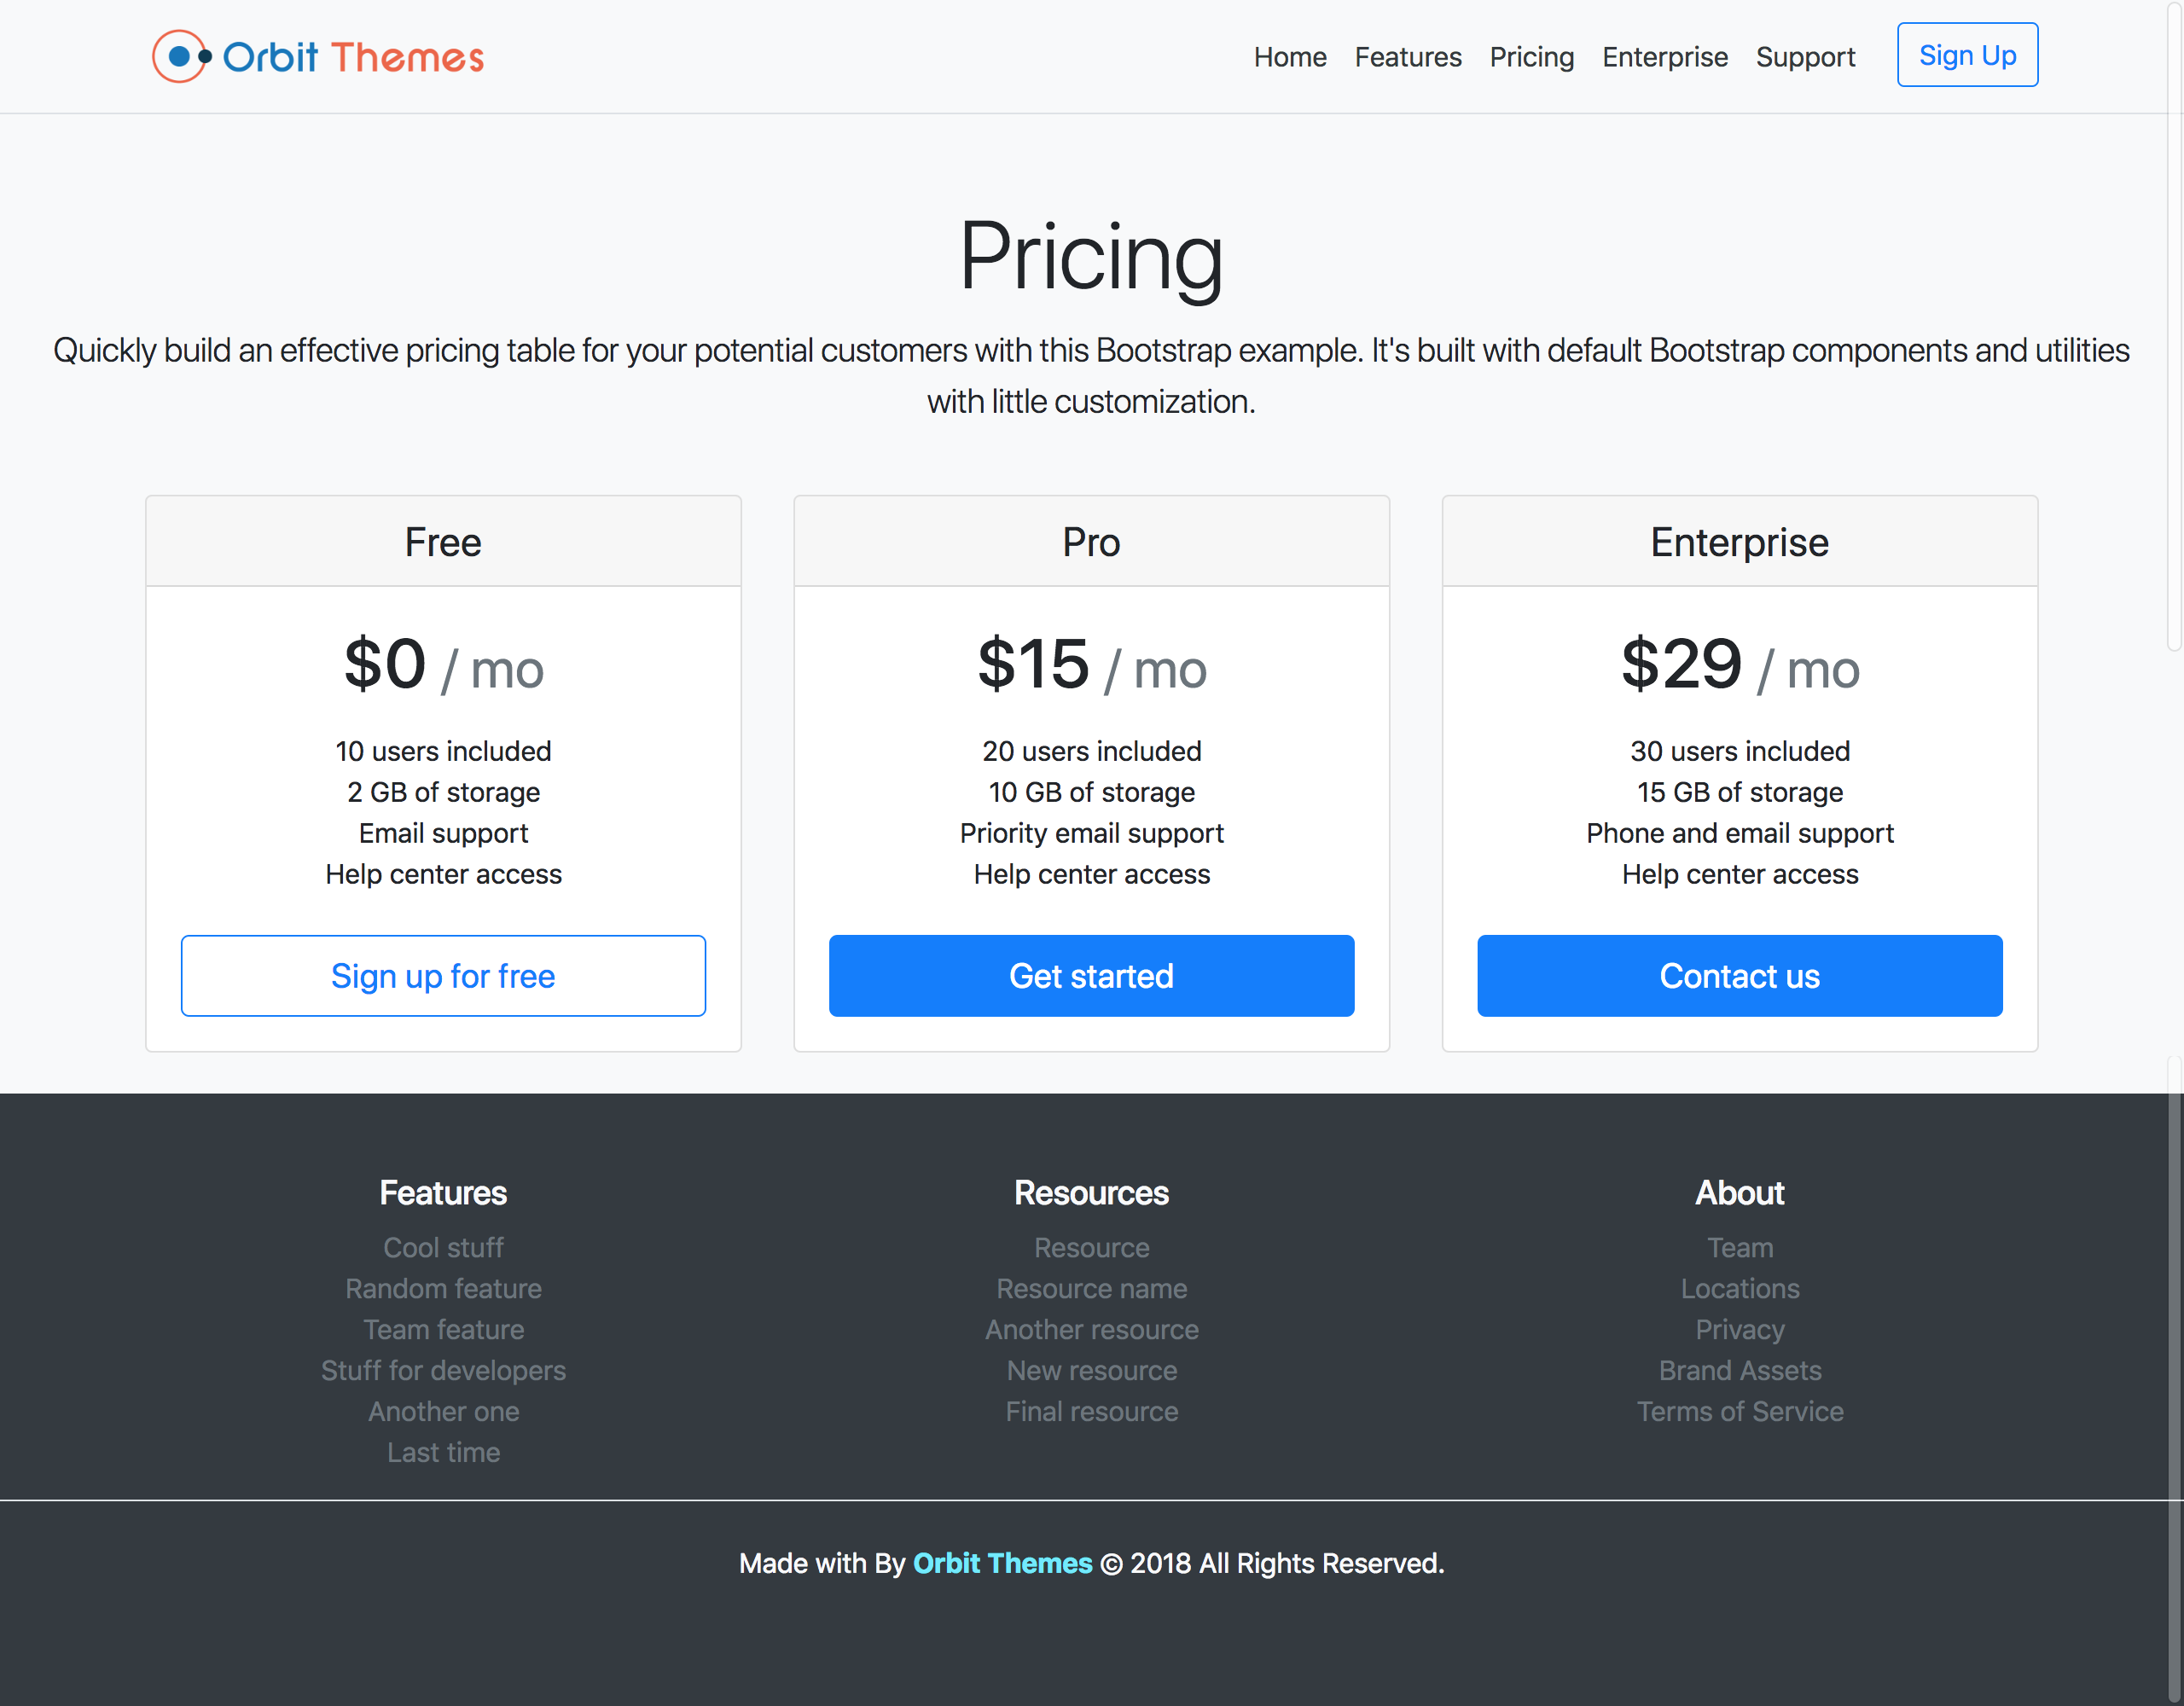 Orbit Themes
Home Features Pricing Enterprise Support Sign Up
Pricing
Quickly build an effective pricing table for your potential customers with this Bootstrap example. It's built with default Bootstrap components and utilities
with little customization.
Free
$0 / mo
10 users included
2 GB of storage
Email support
Help center access
Sign up for free
Pro
$15 / mo
20 users included
10 GB of storage
Priority email support
Help center access
Get started
Enterprise
$29 / mo
30 users included
15 GB of storage
Phone and email support
Help center access
Contact us
Features
Cool stuff
Random feature
Team feature
Stuff for developers
Another one
Last time
Resources
Resource
Resource name
Another resource
New resource
Final resource
About
Team
Locations
Privacy
Brand Assets
Terms of Service
Made with By Orbit Themes © 2018 All Rights Reserved.